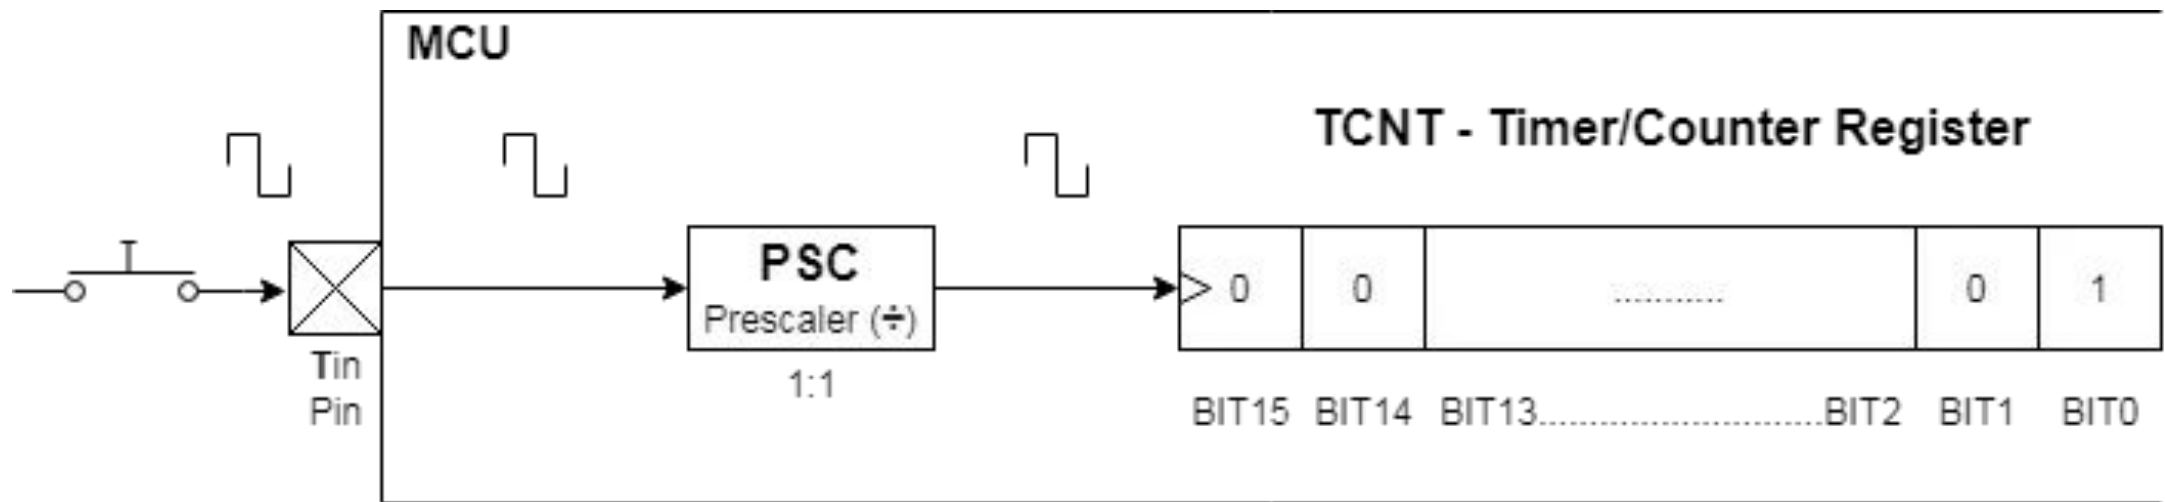 MCU
TCNT - Timer/Counter Register
PSC
Prescaler (÷)
1:1
0 0 ........... 0 1
Tin
Pin
BIT15 BIT14 BIT13............................BIT2 BIT1 BIT0